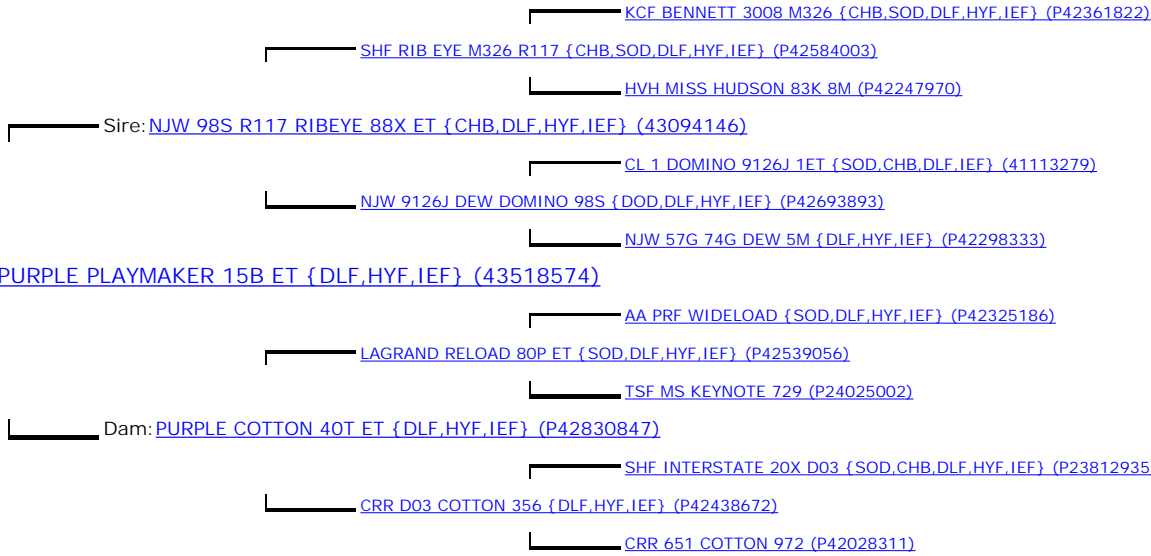 KCF BENNETT 3008 M326 {CHB,SOD,DLF,HYF,IEF} (P42361822)
SHF RIB EYE M326 R117 {CHB,SOD,DLF,HYF,IEF} (P42584003)
HVH MISS HUDSON 83K 8M (P42247970)
Sire: NJW 98S R117 RIBEYE 88X ET {CHB,DLF,HYF,IEF} (43094146)
CL 1 DOMINO 9126J 1ET {SOD,CHB,DLF,IEF} (41113279)
NJW 9126J DEW DOMINO 98S {DOD,DLF,HYF,IEF} (P42693893)
NJW 57G 74G DEW 5M {DLF,HYF,IEF} (P42298333)
PURPLE PLAYMAKER 15B ET {DLF,HYF,IEF} (43518574)
AA PRF WIDELOAD {SOD,DLF,HYF,IEF} (P42325186)
LAGRAND RELOAD 80P ET {SOD,DLF,HYF,IEF} (P42539056)
TSF MS KEYNOTE 729 (P24025002)
Dam: PURPLE COTTON 40T ET {DLF,HYF,IEF} (P42830847)
SHF INTERSTATE 20X D03 {SOD,CHB,DLF,HYF,IEF} (P23812935
CRR D03 COTTON 356 {DLF,HYF,IEF} (P42438672)
CRR 651 COTTON 972 (P42028311)